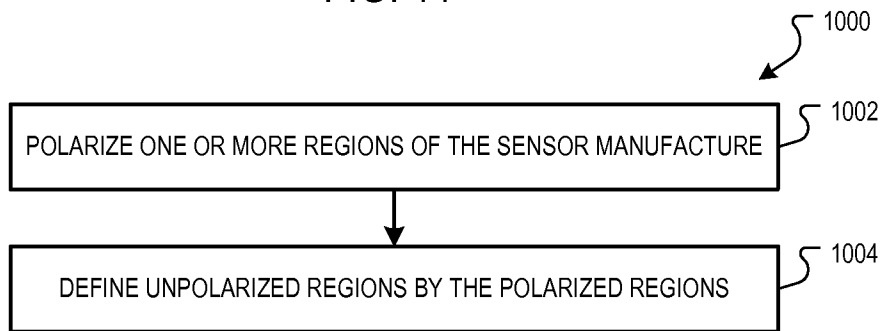 1000
POLARIZE ONE OR MORE REGIONS OF THE SENSOR MANUFACTURE
1002
DEFINE UNPOLARIZED REGIONS BY THE POLARIZED REGIONS
1004